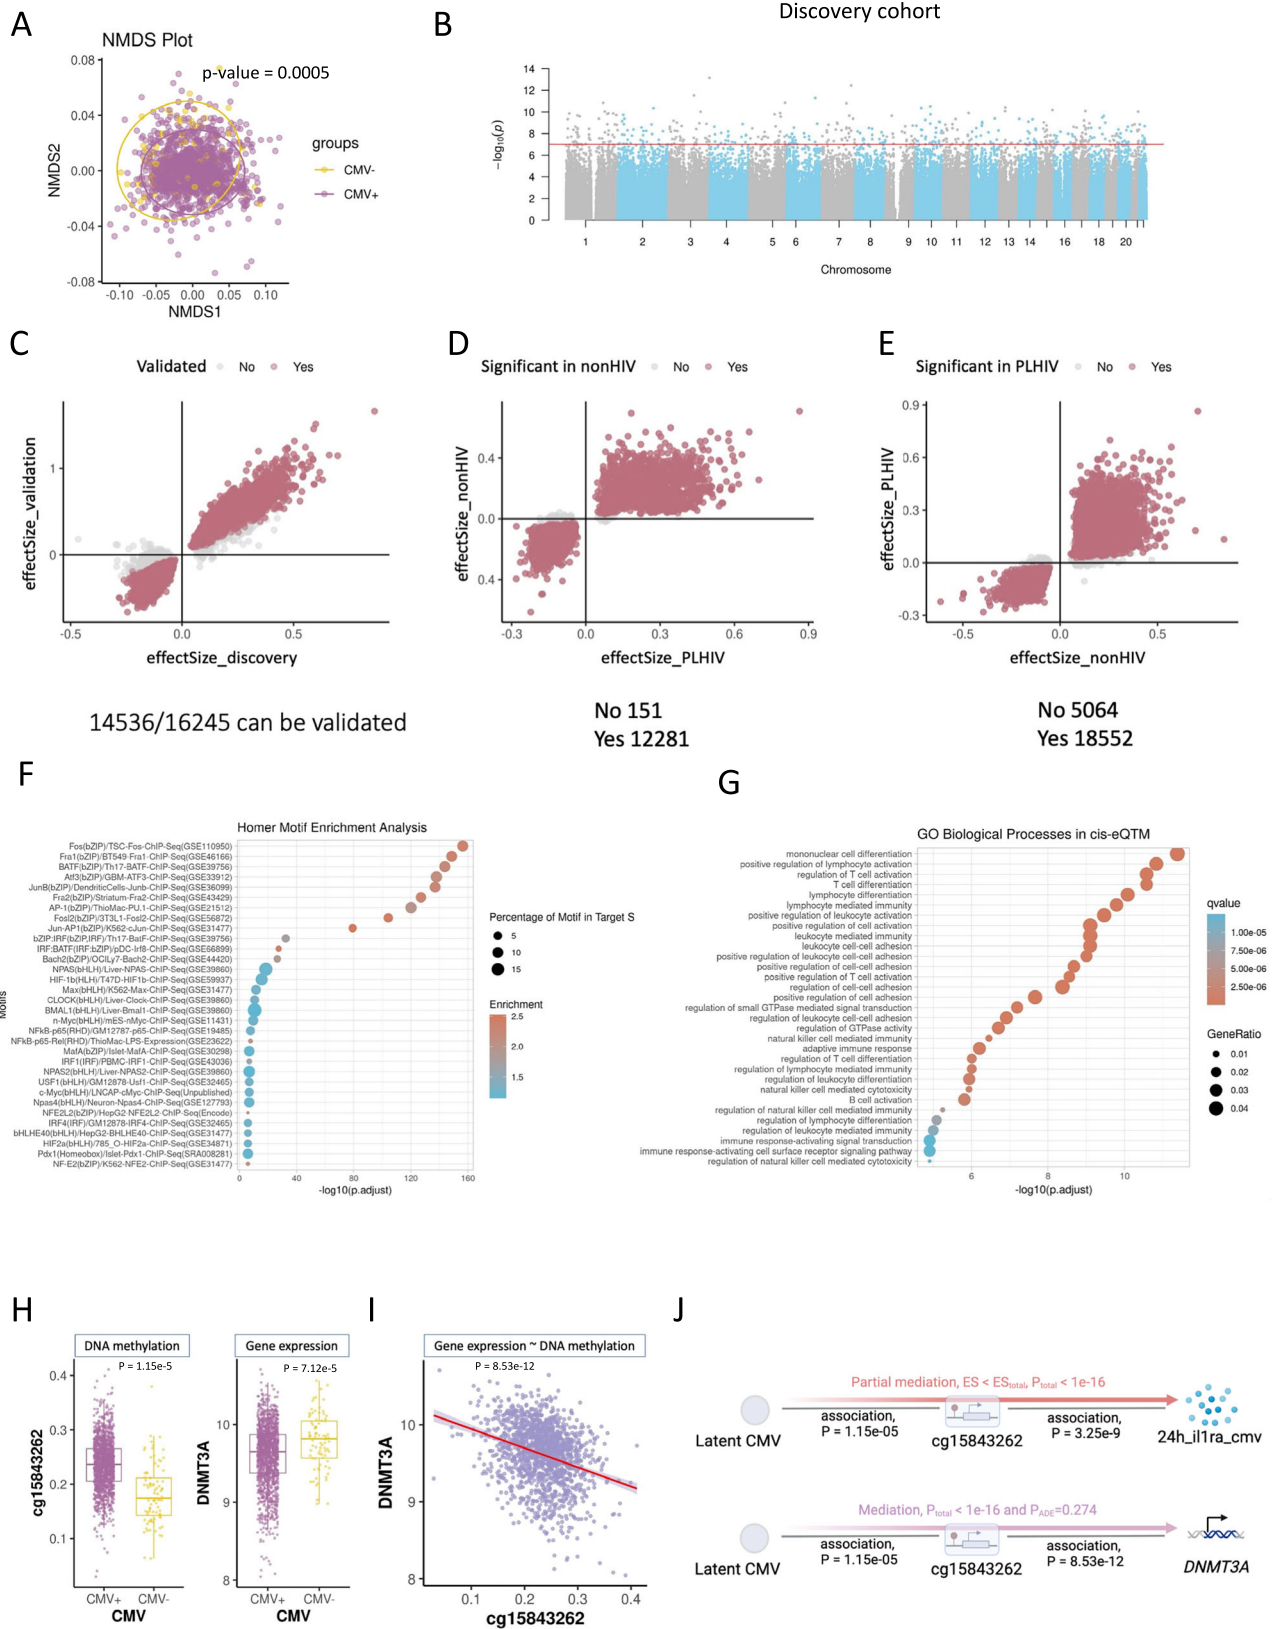 Discovery cohort
A
NMDS Plot
p-value = 0.0005
0.08
0.04
0.00
-0.04
-0.08
NMDS2
-0.10 -0.05 0.00 0.05 0.10
NMDS1
groups
CMV-
CMV+
B
14
12
10
8
6
4
2
0
−log10(p)
1 2 3 4 5 6 7 8 9 10 11 12 13 14 16 18 20
Chromosome
C
Validated No Yes
effectSize_validation
1
0
-0.5 0.0 0.5
effectSize_discovery
14536/16245 can be validated
D
Significant in nonHIV No Yes
effectSize_nonHIV
0.4
0.0
0.4
-0.3 0.0 0.3 0.6 0.9
effectSize_PLHIV
No 151
Yes 12281
E
Significant in PLHIV No Yes
effectSize_PLHIV
0.9
0.6
0.3
0.0
-0.3
-0.5 0.0 0.5
effectSize_nonHIV
No 5064
Yes 18552
F
Homer Motif Enrichment Analysis
Motifs
Fos(bZIP)/TSC-Fos-ChIP-Seq(GSE110950)
Fra1(bZIP)/BT549-Fra1-ChIP-Seq(GSE46166)
BATF(bZIP)/Th17-BATF-ChIP-Seq(GSE39756)
Atf3(bZIP)/GBM-ATF3-ChIP-Seq(GSE33912)
JunB(bZIP)/DendriticCells-Junb-ChIP-Seq(GSE36099)
Fra2(bZIP)/Striatum-Fra2-ChIP-Seq(GSE43429)
AP-1(bZIP)/ThioMac-PU.1-ChIP-Seq(GSE21512)
Fosl2(bZIP)/3T3L1-Fosl2-ChIP-Seq(GSE56872)
Jun-AP1(bZIP)/K562-cJun-ChIP-Seq(GSE31477)
bZIP:IRF(bZIP,IRF)/Th17-BatF-ChIP-Seq(GSE39756)
IRF:BATF(IRF:bZIP)/pDC-Irf8-ChIP-Seq(GSE66899)
Bach2(bZIP)/OCILy7-Bach2-ChIP-Seq(GSE44420)
NPAS(bHLH)/Liver-NPAS-ChIP-Seq(GSE39860)
HIF-1b(HLH)/T47D-HIF1b-ChIP-Seq(GSE59937)
Max(bHLH)/K562-Max-ChIP-Seq(GSE31477)
CLOCK(bHLH)/Liver-Clock-ChIP-Seq(GSE39860)
BMAL1(bHLH)/Liver-Bmal1-ChIP-Seq(GSE39860)
n-Myc(bHLH)/mES-nMyc-ChIP-Seq(GSE11431)
NFkB-p65(RHD)/GM12787-p65-ChIP-Seq(GSE19485)
NFkB-p65-Rel(RHD)/ThioMac-LPS-Expression(GSE23622)
MafA(bZIP)/Islet-MafA-ChIP-Seq(GSE30298)
IRF1(IRF)/PBMC-IRF1-ChIP-Seq(GSE43036)
NPAS2(bHLH)/Liver-NPAS2-ChIP-Seq(GSE39860)
USF1(bHLH)/GM12878-Usf1-ChIP-Seq(GSE32465)
c-Myc(bHLH)/LNCAP-cMyc-ChIP-Seq(Unpublished)
Npas4(bHLH)/Neuron-Npas4-ChIP-Seq(GSE127793)
NFE2L2(bZIP)/HepG2-NFE2L2-ChIP-Seq(Encode)
IRF4(IRF)/GM12878-IRF4-ChIP-Seq(GSE32465)
bHLHE40(bHLH)/HepG2-BHLHE40-ChIP-Seq(GSE31477)
HIF2a(bHLH)/785_O-HIF2a-ChIP-Seq(GSE34871)
Pdx1(Homeobox)/Islet-Pdx1-ChIP-Seq(SRA008281)
NF-E2(bZIP)/K562-NFE2-ChIP-Seq(GSE31477)
0 40 80 120 160
-log10(p.adjust)
Percentage of Motif in Target S
5
10
15
Enrichment
2.5
2.0
1.5
G
GO Biological Processes in cis-eQTM
mononuclear cell differentiation
positive regulation of lymphocyte activation
regulation of T cell activation
T cell differentiation
lymphocyte differentiation
lymphocyte mediated immunity
positive regulation of leukocyte activation
positive regulation of cell activation
leukocyte mediated immunity
leukocyte cell-cell adhesion
positive regulation of leukocyte cell-cell adhesion
positive regulation of cell-cell adhesion
positive regulation of T cell activation
regulation of cell-cell adhesion
positive regulation of cell adhesion
regulation of small GTPase mediated signal transduction
regulation of leukocyte cell-cell adhesion
regulation of GTPase activity
natural killer cell mediated immunity
adaptive immune response
regulation of T cell differentiation
regulation of lymphocyte mediated immunity
regulation of leukocyte differentiation
natural killer cell mediated cytotoxicity
B cell activation
regulation of natural killer cell mediated immunity
regulation of lymphocyte differentiation
regulation of leukocyte mediated immunity
immune response-activating signal transduction
immune response-activating cell surface receptor signaling pathway
regulation of natural killer cell mediated cytotoxicity
6 8 10
-log10(p.adjust)
qvalue
1.00e-05
7.50e-06
5.00e-06
2.50e-06
GeneRatio
0.01
0.02
0.03
0.04
H
DNA methylation
P = 1.15e-5
cg15843262
0.4
0.3
0.2
0.1
CMV+ CMV-
CMV
Gene expression
P = 7.12e-5
DNMT3A
10
9
8
CMV+ CMV-
CMV
I
Gene expression ~ DNA methylation
P = 8.53e-12
DNMT3A
10
9
8
0.1 0.2 0.3 0.4
cg15843262
J
Partial mediation, ES < EStotal, Ptotal < 1e-16
association,
P = 1.15e-05
association,
P = 3.25e-9
Latent CMV
cg15843262
24h_il1ra_cmv
Mediation, Ptotal < 1e-16 and PADE=0.274
association,
P = 1.15e-05
association,
P = 8.53e-12
Latent CMV
cg15843262
DNMT3A